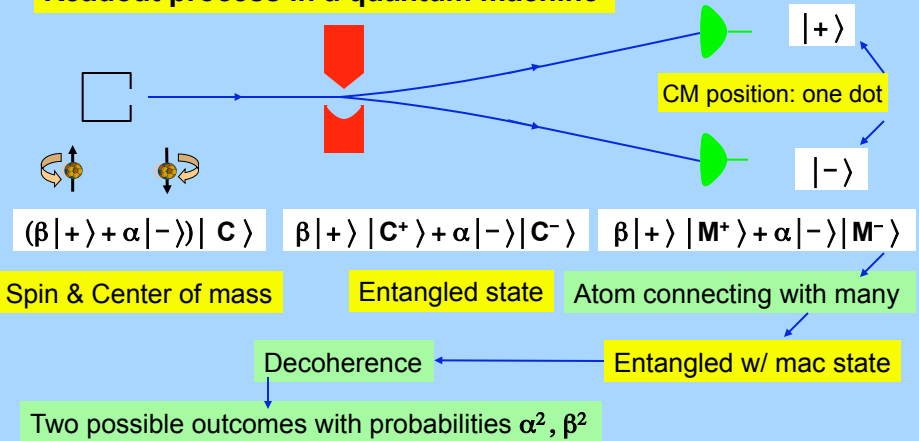 Readout process in a quantum machine
|+⟩
CM position: one dot
|−⟩
(β|+⟩+α|−⟩)| C ⟩
β|+⟩|C⁺⟩+α|−⟩|C⁻⟩
β|+⟩|M⁺⟩+α|−⟩|M⁻⟩
Spin & Center of mass
Entangled state
Atom connecting with many
Decoherence
Entangled w/ mac state
Two possible outcomes with probabilities α², β²